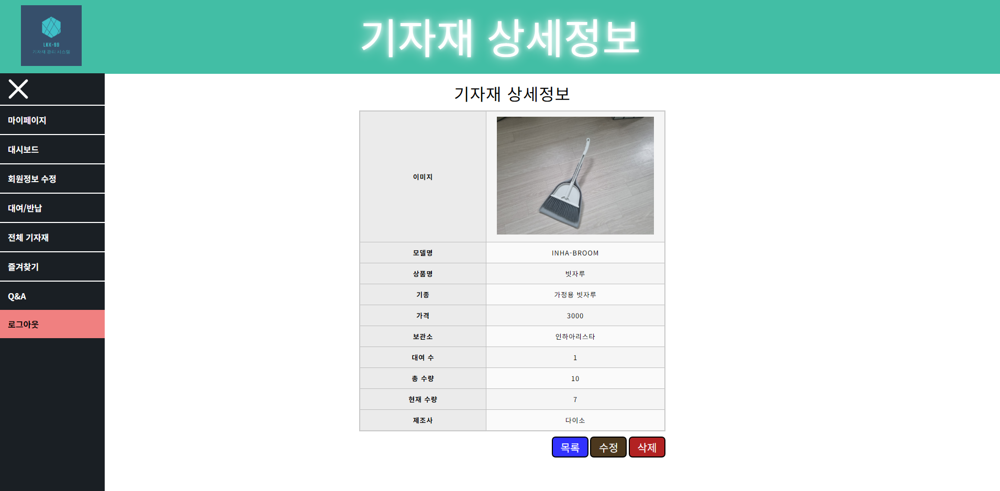 LKK-99
기자재 관리 시스템
기자재 상세정보
마이페이지
대시보드
회원정보 수정
대여/반납
전체 기자재
즐겨찾기
Q&A
로그아웃
기자재 상세정보
이미지
모델명 INHA-BROOM
상품명 빗자루
기종 가정용 빗자루
가격 3000
보관소 인하아리스타
대여 수 1
총 수량 10
현재 수량 7
제조사 다이소
목록 수정 삭제